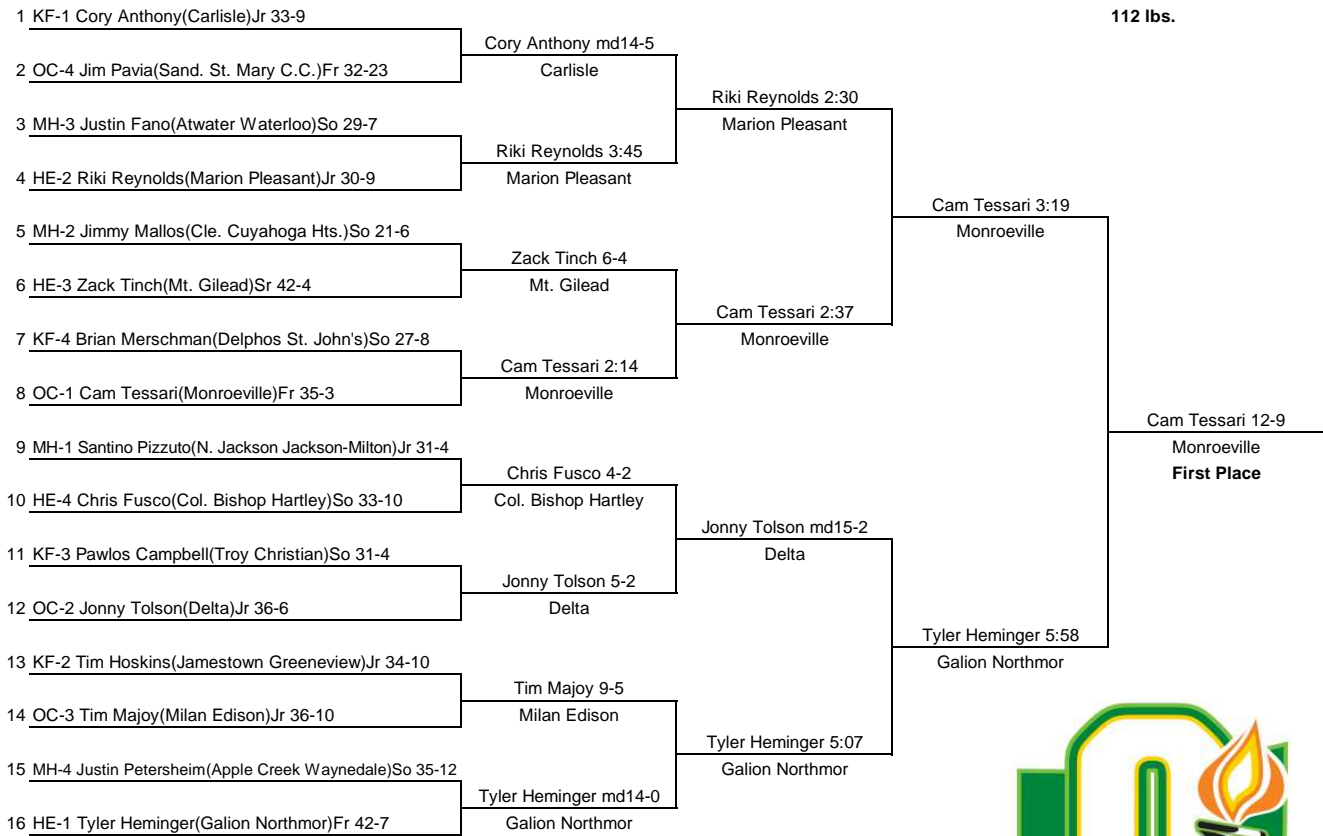 1 KF-1 Cory Anthony(Carlisle)Jr 33-9
112 lbs.
Cory Anthony md14-5
Carlisle
2 OC-4 Jim Pavia(Sand. St. Mary C.C.)Fr 32-23
Riki Reynolds 2:30
Marion Pleasant
3 MH-3 Justin Fano(Atwater Waterloo)So 29-7
Riki Reynolds 3:45
Marion Pleasant
4 HE-2 Riki Reynolds(Marion Pleasant)Jr 30-9
Cam Tessari 3:19
Monroeville
5 MH-2 Jimmy Mallos(Cle. Cuyahoga Hts.)So 21-6
Zack Tinch 6-4
Mt. Gilead
6 HE-3 Zack Tinch(Mt. Gilead)Sr 42-4
Cam Tessari 2:37
Monroeville
7 KF-4 Brian Merschman(Delphos St. John's)So 27-8
Cam Tessari 2:14
Monroeville
8 OC-1 Cam Tessari(Monroeville)Fr 35-3
Cam Tessari 12-9
Monroeville
First Place
9 MH-1 Santino Pizzuto(N. Jackson Jackson-Milton)Jr 31-4
Chris Fusco 4-2
Col. Bishop Hartley
10 HE-4 Chris Fusco(Col. Bishop Hartley)So 33-10
Jonny Tolson md15-2
Delta
11 KF-3 Pawlos Campbell(Troy Christian)So 31-4
Jonny Tolson 5-2
Delta
12 OC-2 Jonny Tolson(Delta)Jr 36-6
Tyler Heminger 5:58
Galion Northmor
13 KF-2 Tim Hoskins(Jamestown Greeneview)Jr 34-10
Tim Majoy 9-5
Milan Edison
14 OC-3 Tim Majoy(Milan Edison)Jr 36-10
Tyler Heminger 5:07
Galion Northmor
15 MH-4 Justin Petersheim(Apple Creek Waynedale)So 35-12
Tyler Heminger md14-0
Galion Northmor
16 HE-1 Tyler Heminger(Galion Northmor)Fr 42-7